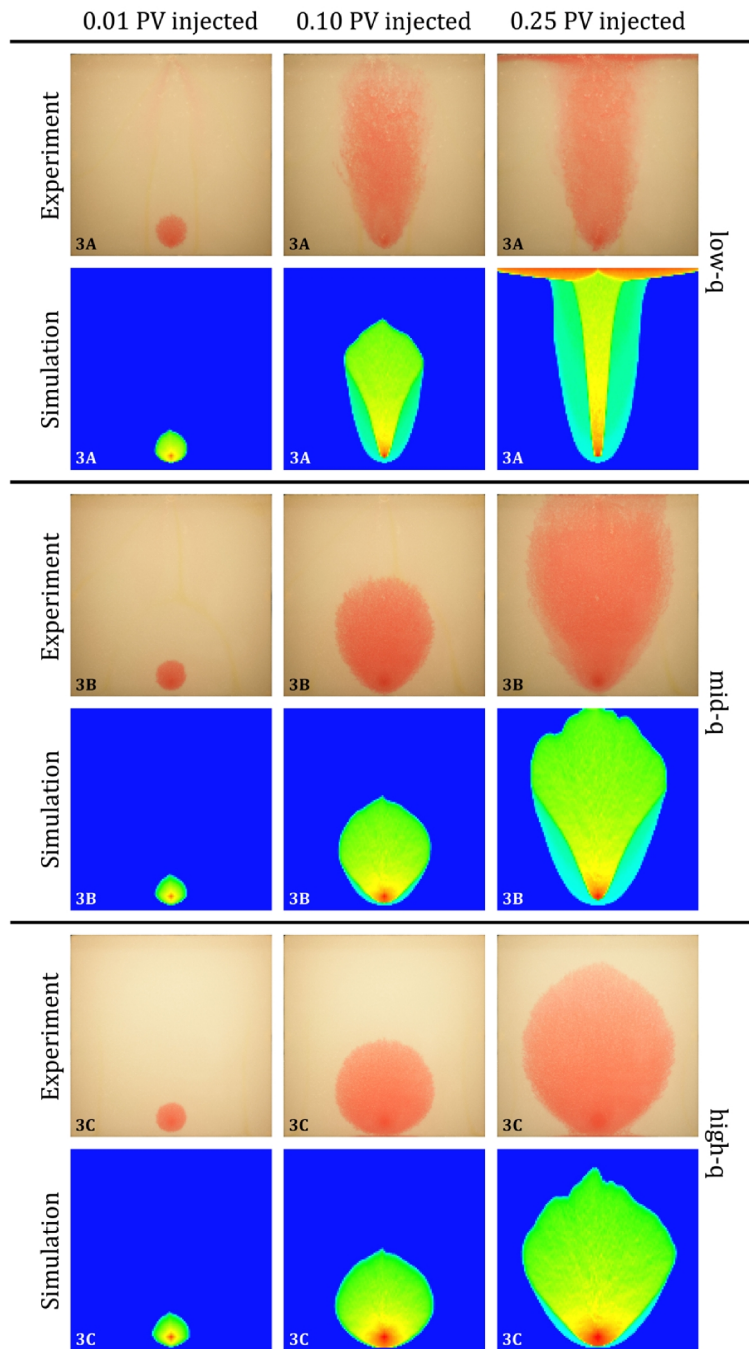 0.01 PV injected 0.10 PV injected 0.25 PV injected
Experiment
3A 3A 3A
low-q
Simulation
3A 3A 3A
Experiment
3B 3B 3B
mid-q
Simulation
3B 3B 3B
Experiment
3C 3C 3C
high-q
Simulation
3C 3C 3C